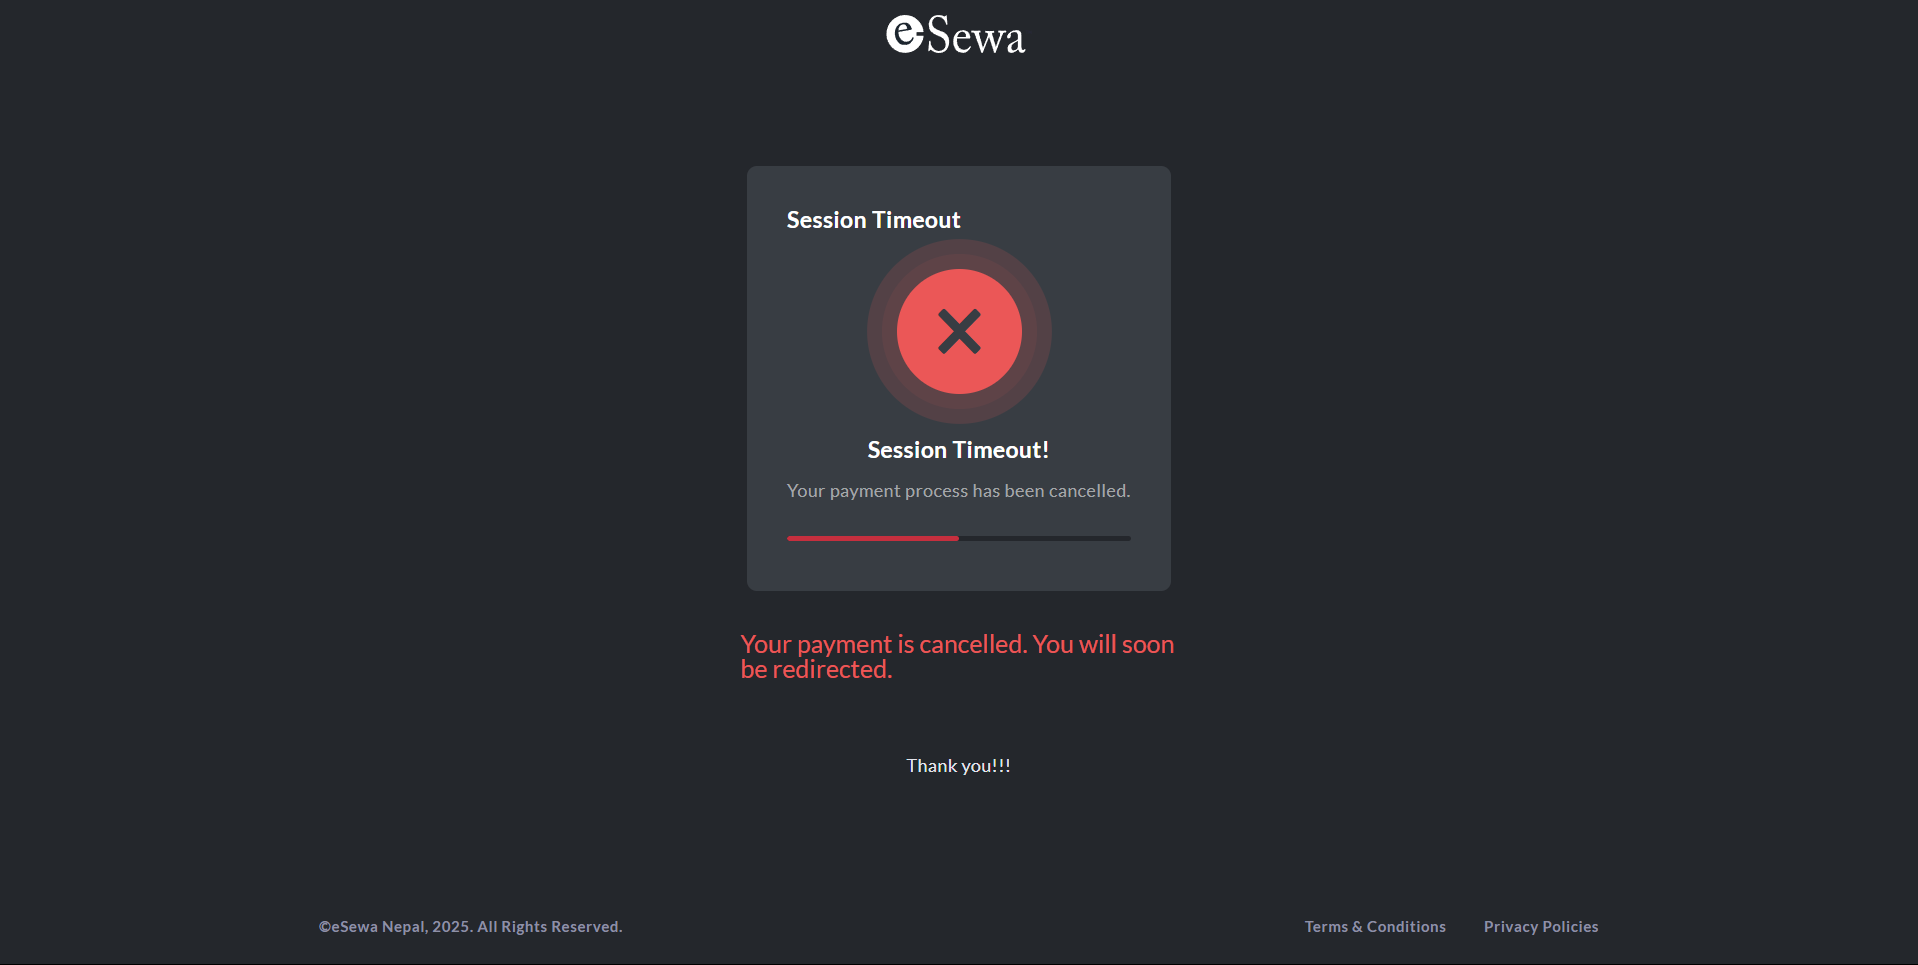 eSewa
Session Timeout
Session Timeout!
Your payment process has been cancelled.
Your payment is cancelled. You will soon
be redirected.
Thank you!!!
©eSewa Nepal, 2025. All Rights Reserved.
Terms & Conditions
Privacy Policies